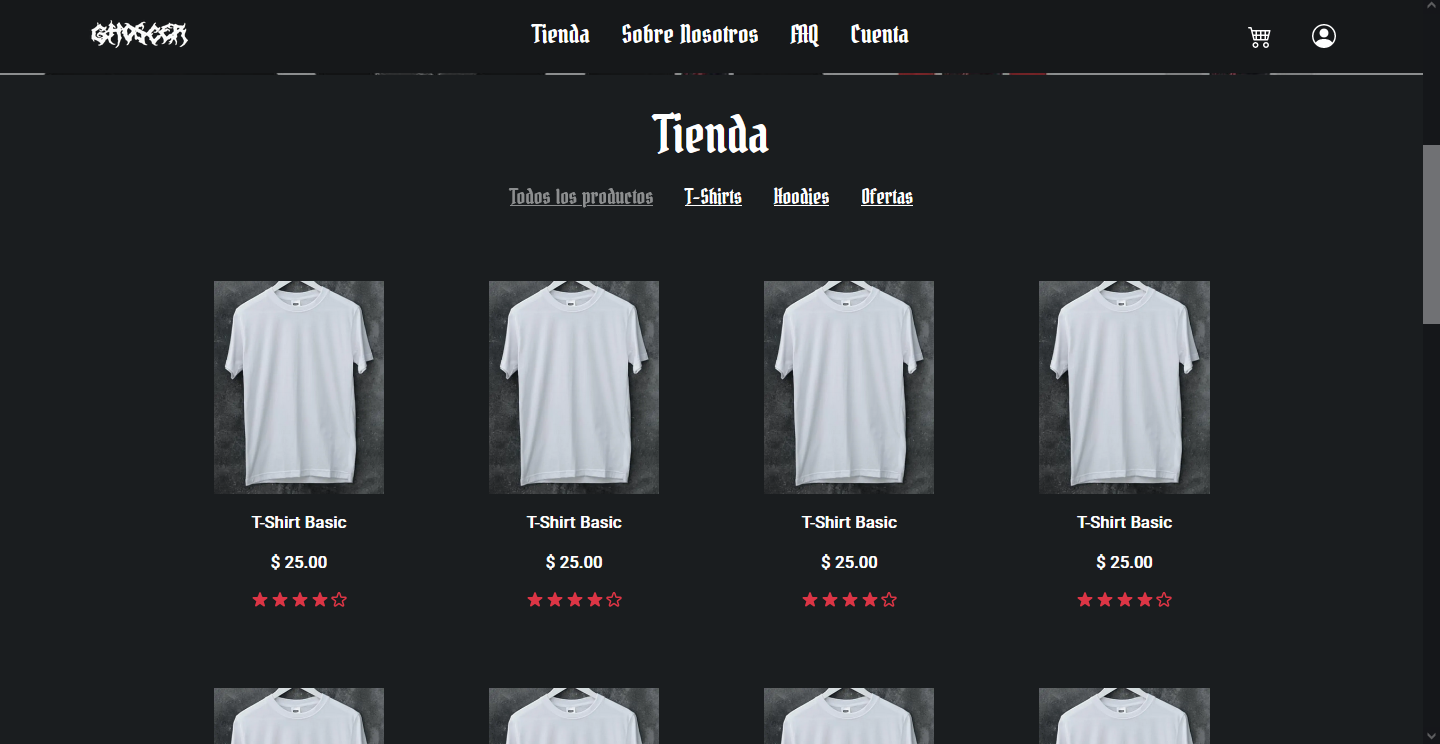 GHOSCER
Tienda Sobre Nosotros FAQ Cuenta
Tienda
Todos los productos T-Shirts Hoodies Ofertas
T-Shirt Basic T-Shirt Basic T-Shirt Basic T-Shirt Basic
$ 25.00 $ 25.00 $ 25.00 $ 25.00